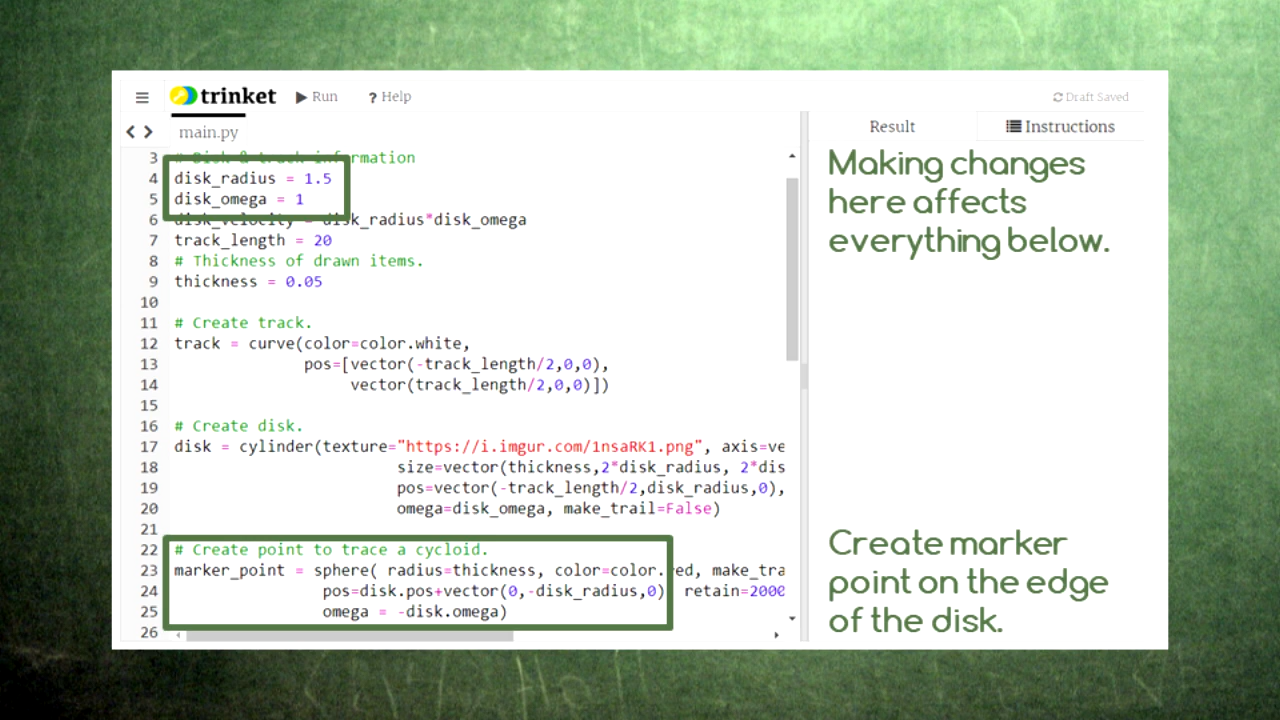 trinket Run ? Help Draft Saved
main.py Result Instructions
3 # Disk & track information
4 disk_radius = 1.5
5 disk_omega = 1
6 disk_velocity = disk_radius*disk_omega
7 track_length = 20
8 # Thickness of drawn items.
9 thickness = 0.05
10
11 # Create track.
12 track = curve(color=color.white,
13 pos=[vector(-track_length/2,0,0),
14 vector(track_length/2,0,0)])
15
16 # Create disk.
17 disk = cylinder(texture="https://i.imgur.com/1nsaRK1.png", axis=ve
18 size=vector(thickness,2*disk_radius, 2*dis
19 pos=vector(-track_length/2,disk_radius,0),
20 omega=disk_omega, make_trail=False)
21
22 # Create point to trace a cycloid.
23 marker_point = sphere( radius=thickness, color=color.red, make_tra
24 pos=disk.pos+vector(0,-disk_radius,0) retain=2000
25 omega = -disk.omega)
26
Making changes
here affects
everything below.
Create marker
point on the edge
of the disk.